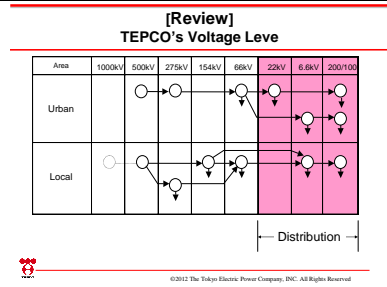 [Review]
TEPCO's Voltage Leve
Area 1000kV 500kV 275kV 154kV 66kV 22kV 6.6kV 200/100
Urban
Local
Distribution
TEPCO
©2012 The Tokyo Electric Power Company, INC. All Rights Reserved